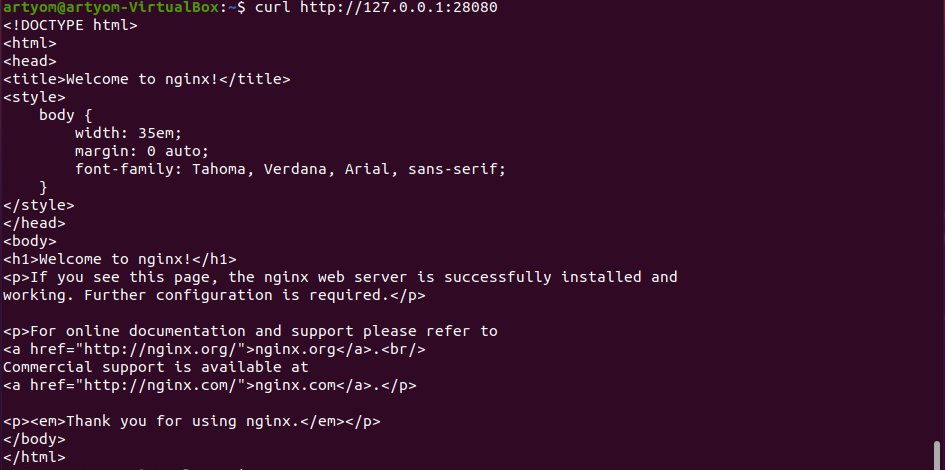 artyom@artyom-VirtualBox:~$ curl http://127.0.0.1:28080
<!DOCTYPE html>
<html>
<head>
<title>Welcome to nginx!</title>
<style>
    body {
        width: 35em;
        margin: 0 auto;
        font-family: Tahoma, Verdana, Arial, sans-serif;
    }
</style>
</head>
<body>
<h1>Welcome to nginx!</h1>
<p>If you see this page, the nginx web server is successfully installed and
working. Further configuration is required.</p>

<p>For online documentation and support please refer to
<a href="http://nginx.org/">nginx.org</a>.<br/>
Commercial support is available at
<a href="http://nginx.com/">nginx.com</a>.</p>

<p><em>Thank you for using nginx.</em></p>
</body>
</html>